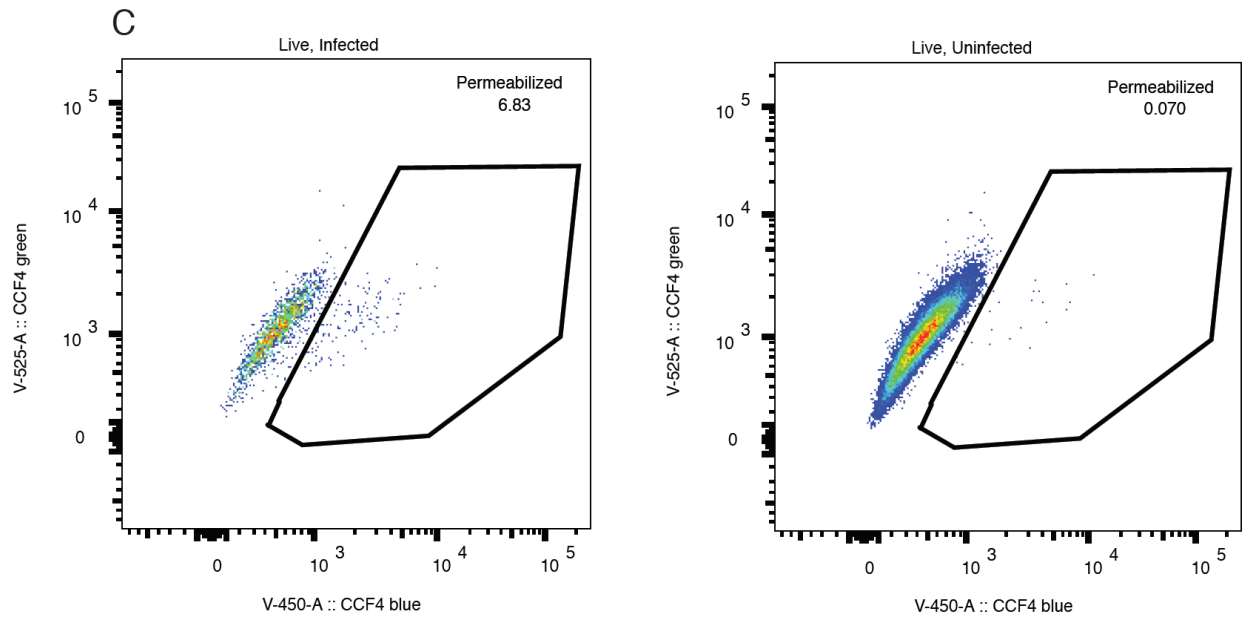 C
Live, Infected
Permeabilized
6.83
10 5
10 4
10 3
0
V-525-A :: CCF4 green
0
10 3
10 4
10 5
V-450-A :: CCF4 blue
Live, Uninfected
Permeabilized
0.070
10 5
10 4
10 3
0
V-525-A :: CCF4 green
0
10 3
10 4
10 5
V-450-A :: CCF4 blue